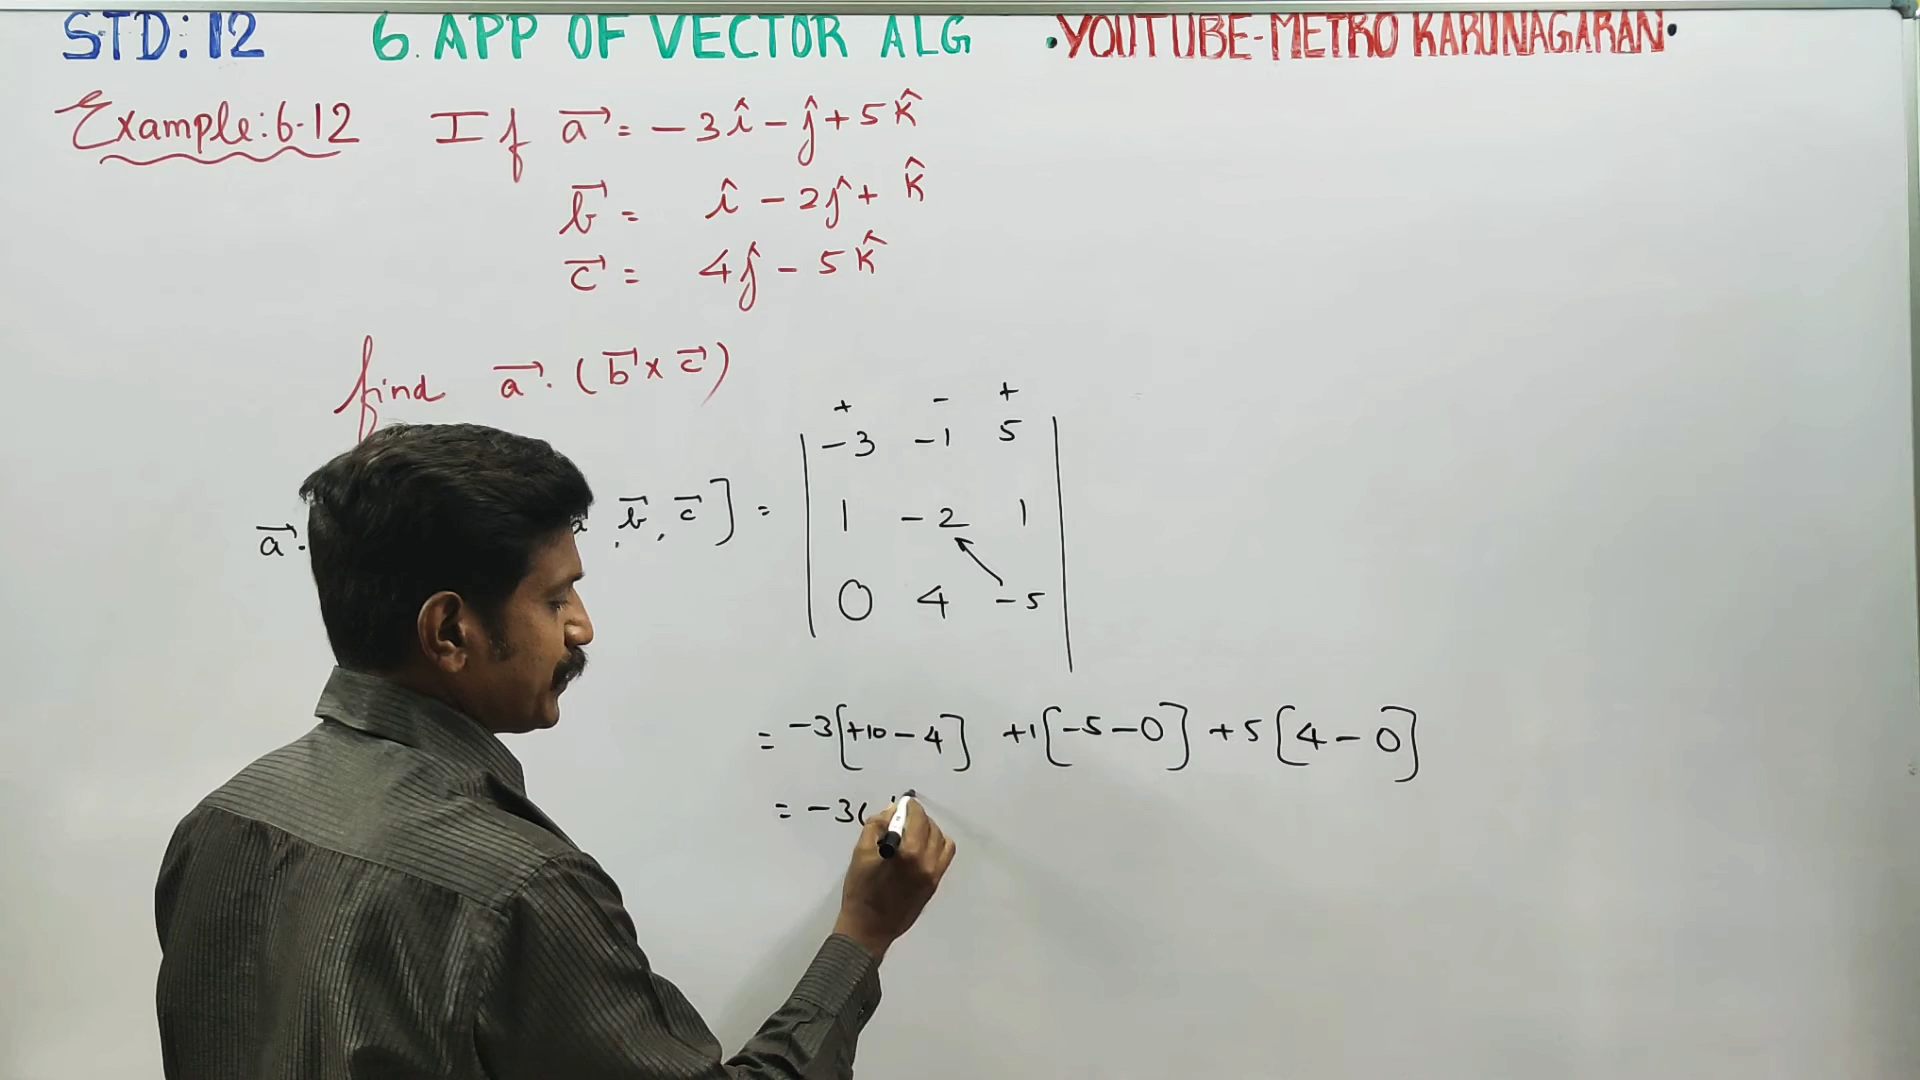 STD: 12 6. APP OF VECTOR ALG •YOUTUBE-METRO KARUNAGARAN•
Example: 6.12 If a⃗ = -3î - ĵ + 5k̂
b⃗ = î - 2ĵ + k̂
c⃗ = 4ĵ - 5k̂
find a⃗ . (b⃗ × c⃗)
+ - +
-3 -1 5
a⃗. a, b⃗, c⃗] = 1 -2 1
0 4 -5
= -3[+10 - 4] +1[-5-0] +5[4-0]
= -3(